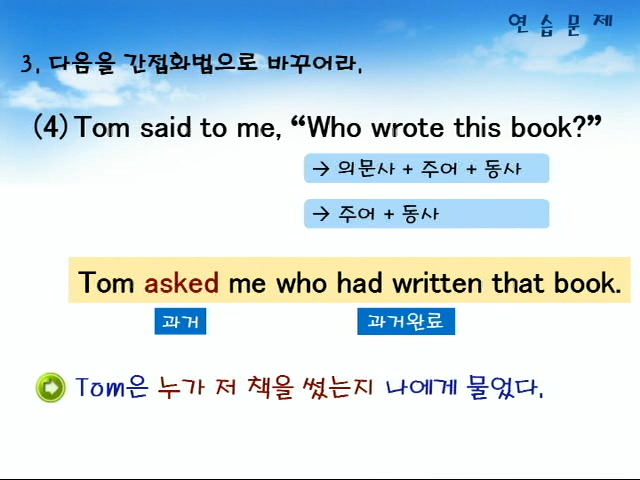 연 습 문 제
3. 다음을 간접화법으로 바꾸어라.
(4) Tom said to me, “Who wrote this book?”
→ 의문사 + 주어 + 동사
→ 주어 + 동사
Tom asked me who had written that book.
과거 과거완료
Tom은 누가 저 책을 썼는지 나에게 물었다.